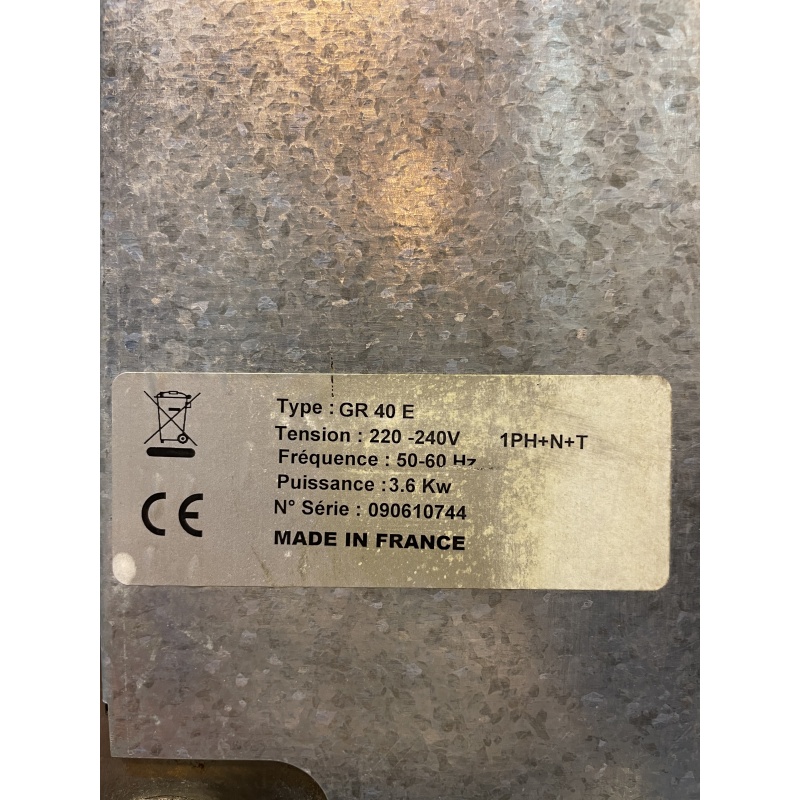 Type : GR 40 E
Tension : 220 -240V 1PH+N+T
Fréquence : 50-60 Hz
Puissance :3.6 Kw
N° Série : 090610744
MADE IN FRANCE
CE